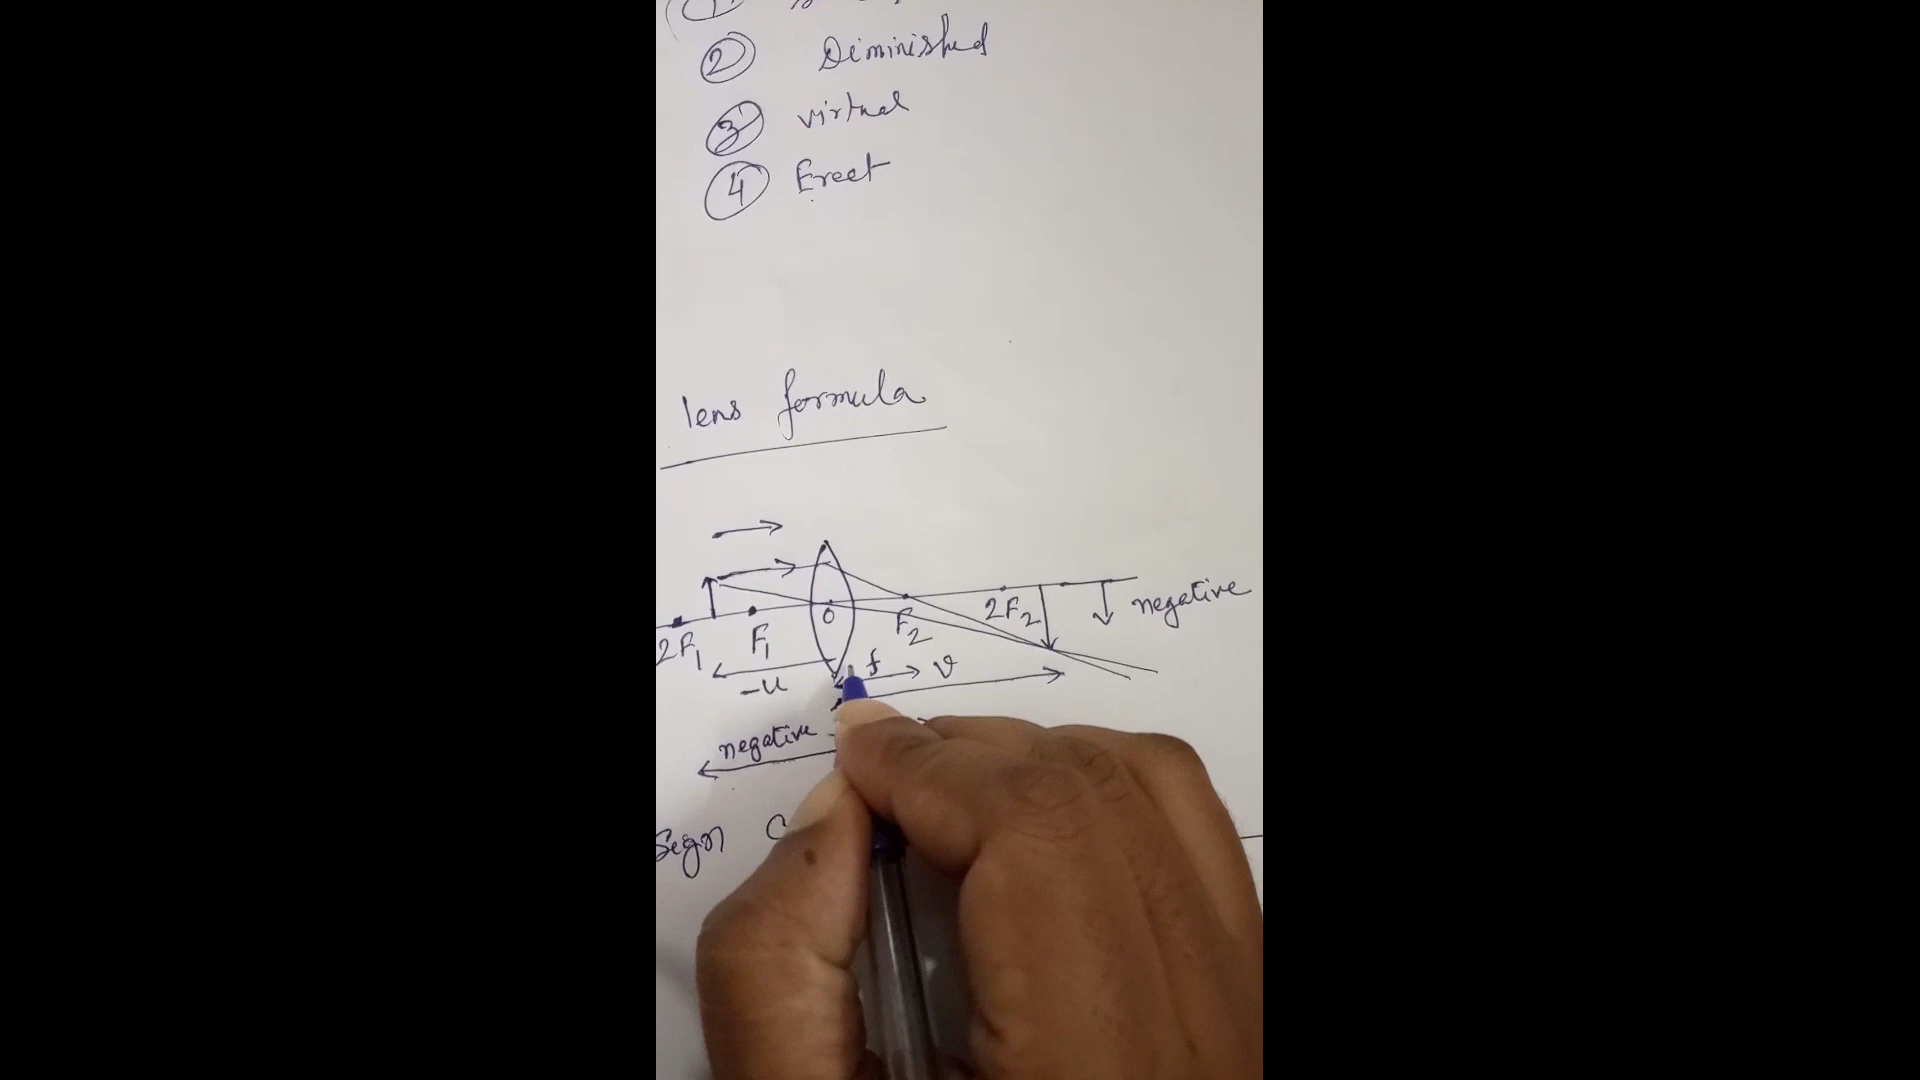 2 Diminished
3 virtual
4 Erect
lens formula
O
2F1 F1 F2 2F2 negative
-u f v
negative
Sign